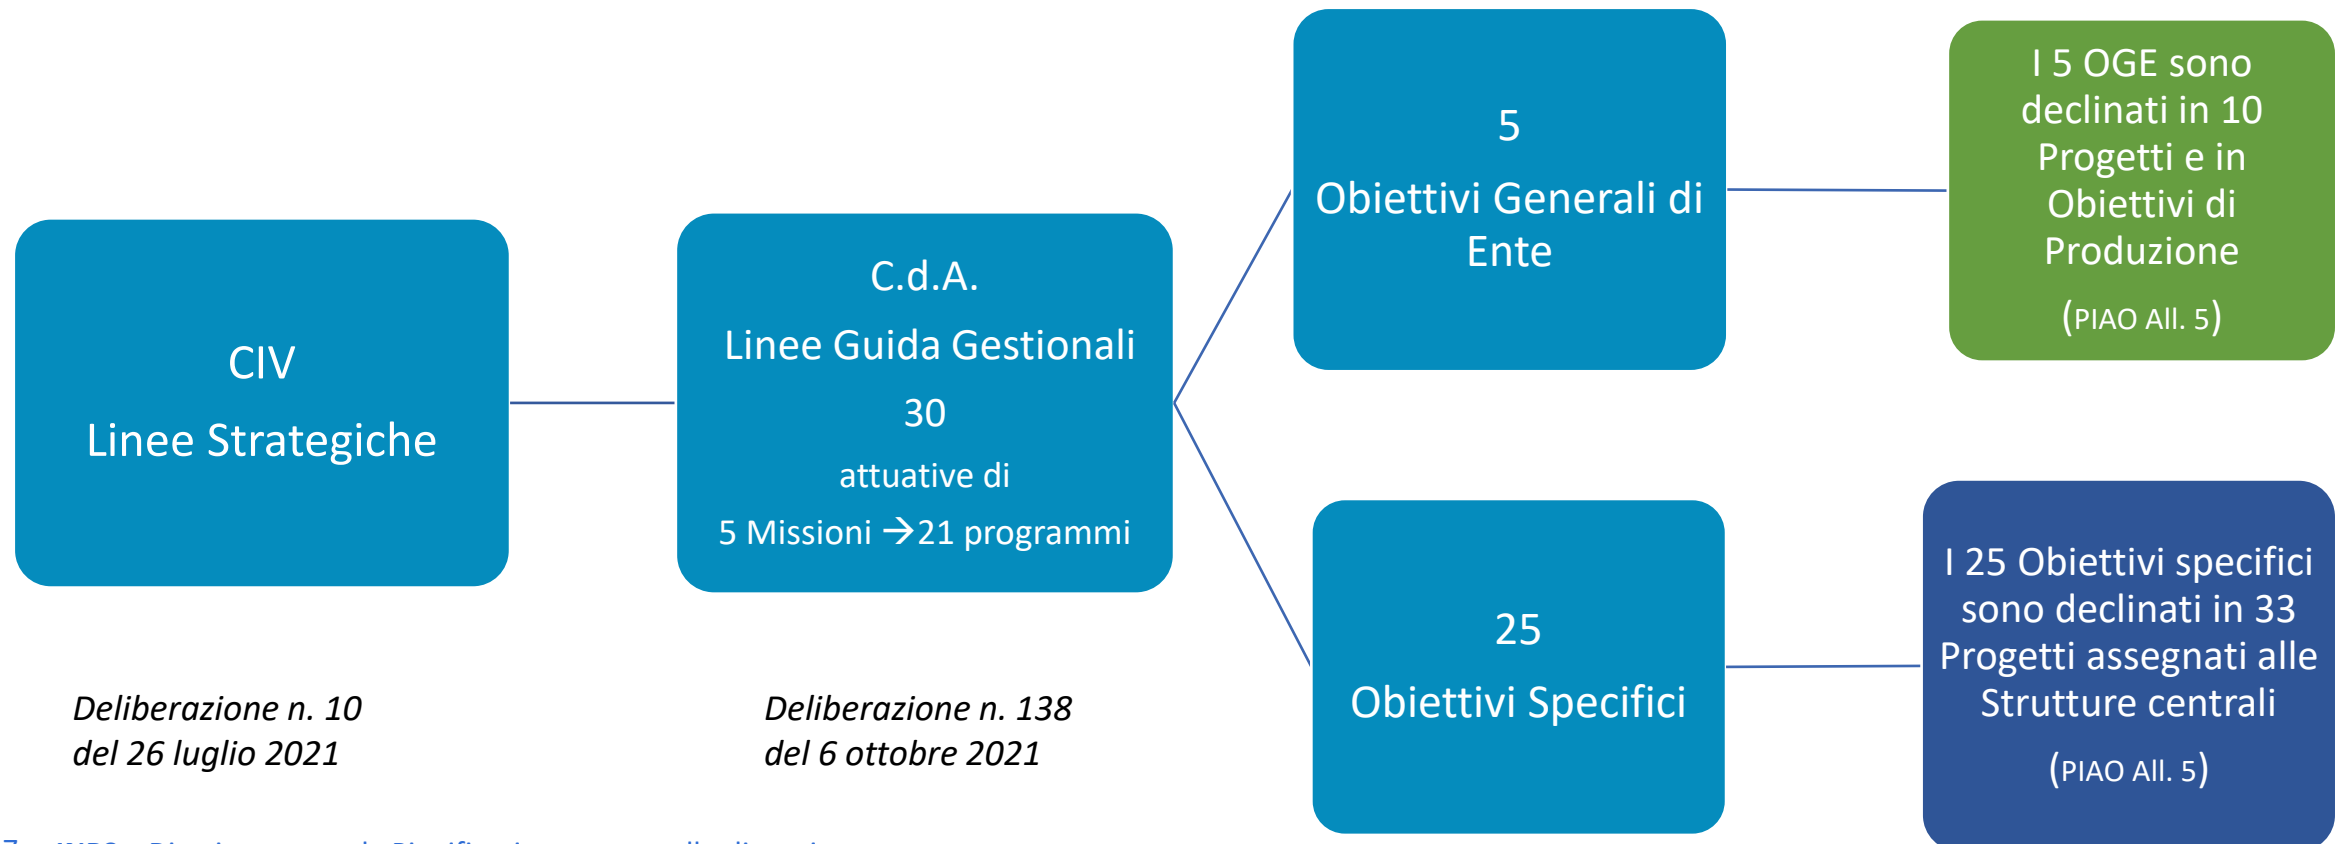 CIV
Linee Strategiche
Deliberazione n. 10
del 26 luglio 2021
C.d.A.
Linee Guida Gestionali
30
attuative di
5 Missioni →21 programmi
Deliberazione n. 138
del 6 ottobre 2021
5
Obiettivi Generali di
Ente
25
Obiettivi Specifici
I 5 OGE sono
declinati in 10
Progetti e in
Obiettivi di
Produzione
(PIAO All. 5)
I 25 Obiettivi specifici
sono declinati in 33
Progetti assegnati alle
Strutture centrali
(PIAO All. 5)